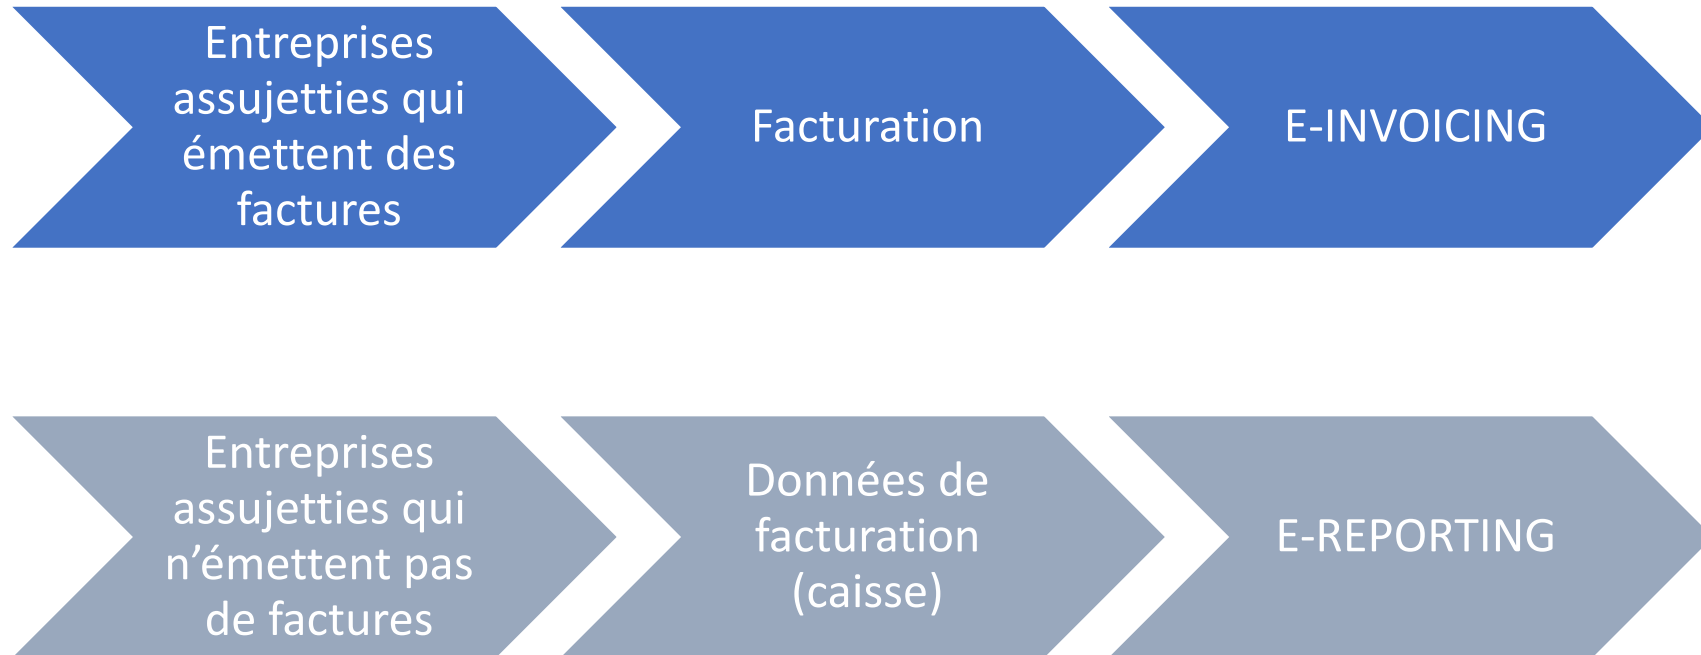 Entreprises
assujetties qui
émettent des
factures
Facturation
E-INVOICING
Entreprises
assujetties qui
n’émettent pas
de factures
Données de
facturation
(caisse)
E-REPORTING